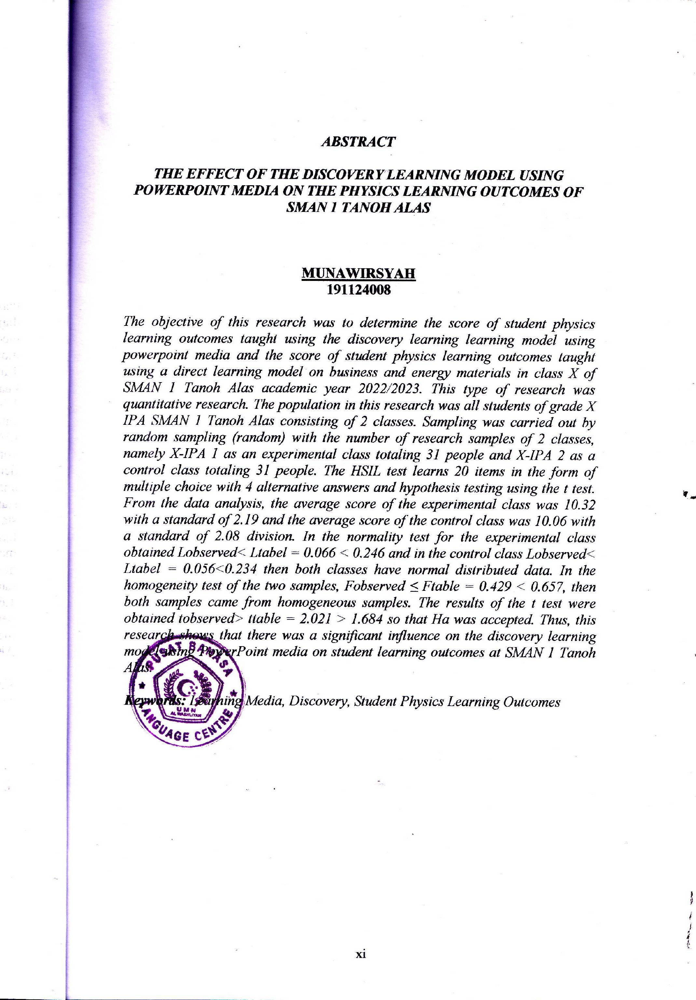 ABSTRACT
THE EFFECT OF THE DISCOVERY LEARNING MODEL USING
POWERPOINT MEDIA ON THE PHYSICS LEARNING OUTCOMES OF
SMAN 1 TANOH ALAS
MUNAWIRSYAH
191124008
The objective of this research was to determine the score of student physics
learning outcomes taught using the discovery learning learning model using
powerpoint media and the score of student physics learning outcomes taught
using a direct learning model on business and energy materials in class X of
SMAN 1 Tanoh Alas academic year 2022/2023. This type of research was
quantitative research. The population in this research was all students of grade X
IPA SMAN 1 Tanoh Alas consisting of 2 classes. Sampling was carried out by
random sampling (random) with the number of research samples of 2 classes,
namely X-IPA 1 as an experimental class totaling 31 people and X-IPA 2 as a
control class totaling 31 people. The HSIL test learns 20 items in the form of
multiple choice with 4 alternative answers and hypothesis testing using the t test.
From the data analysis, the average score of the experimental class was 10.32
with a standard of 2.19 and the average score of the control class was 10.06 with
a standard of 2.08 division. In the normality test for the experimental class
obtained Lobserved< Ltabel = 0.066 < 0.246 and in the control class Lobserved<
Ltabel = 0.056<0.234 then both classes have normal distributed data. In the
homogeneity test of the two samples, Fobserved ≤ Ftable = 0.429 < 0.657, then
both samples came from homogeneous samples. The results of the t test were
obtained tobserved> ttable = 2.021 > 1.684 so that Ha was accepted. Thus, this
research shows that there was a significant influence on the discovery learning
model using PowerPoint media on student learning outcomes at SMAN 1 Tanoh
Alas.
Keywords: Learning Media, Discovery, Student Physics Learning Outcomes
PUSAT BAHASA
UMN
AL WASHLIYAH
LANGUAGE CENTRE
xi